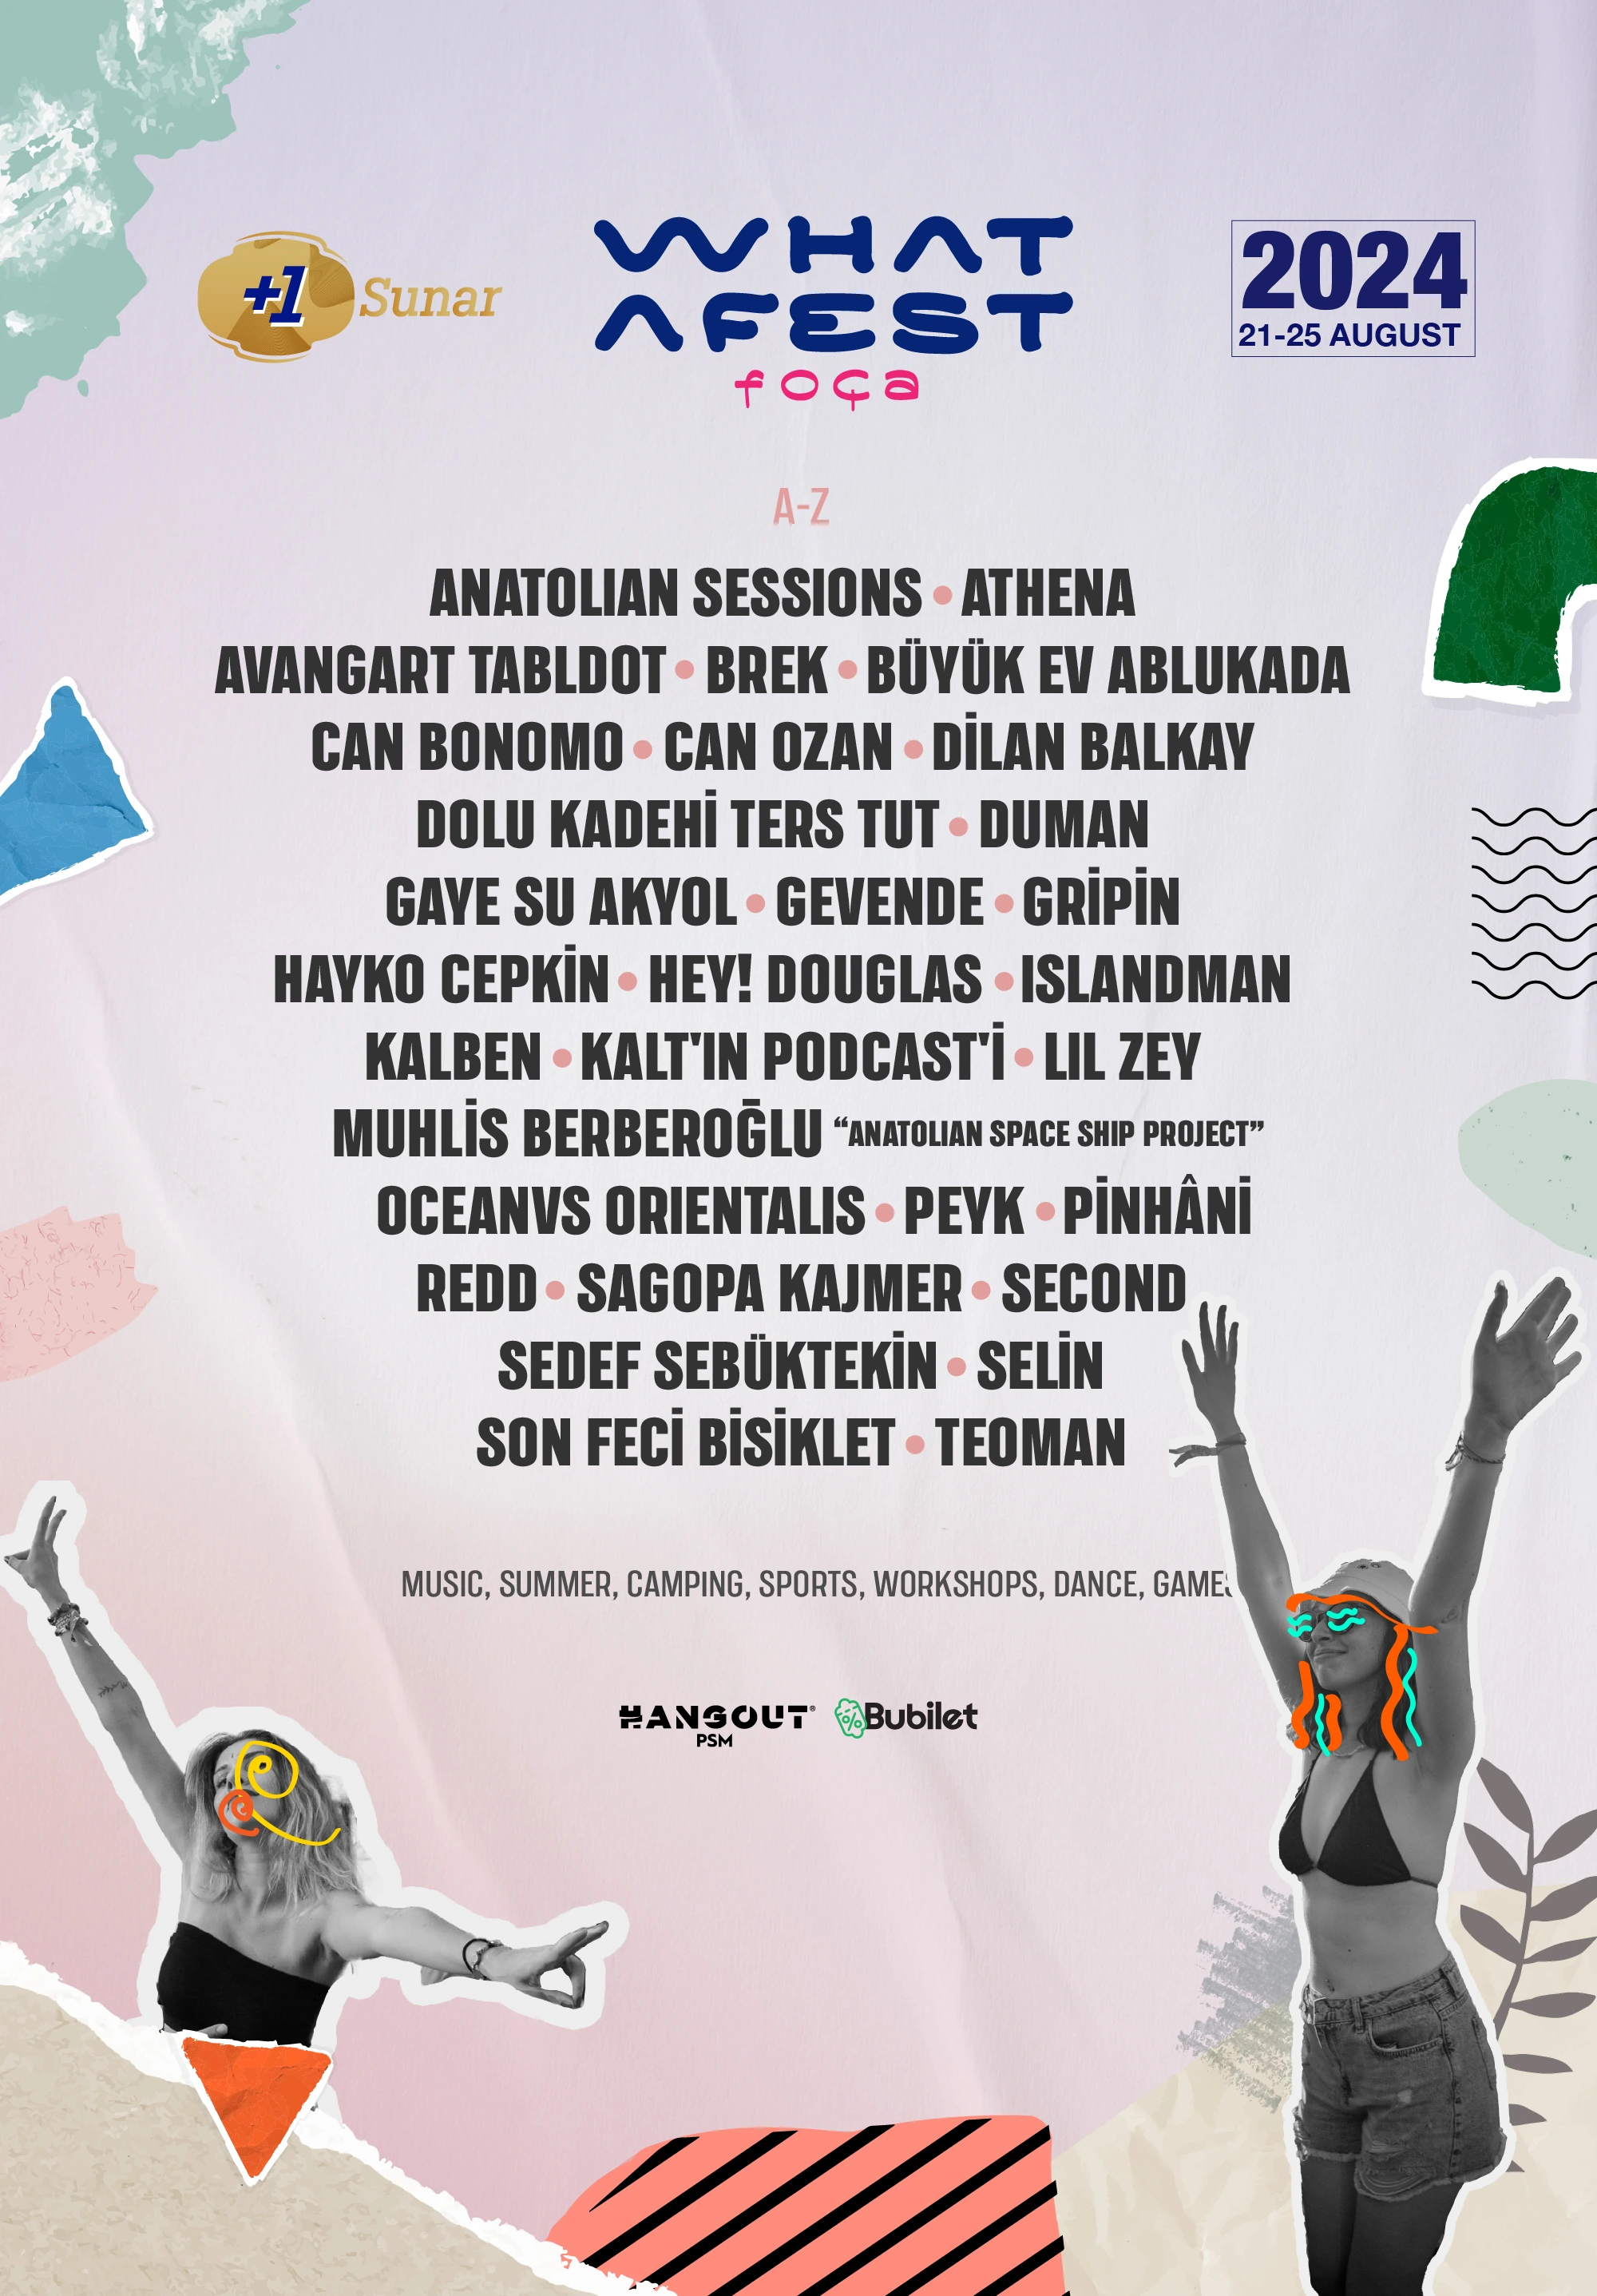 +1 Sunar
WHAT
AFEST
foça
2024
21-25 AUGUST
A-Z
ANATOLIAN SESSIONS • ATHENA
AVANGART TABLDOT • BREK • BÜYÜK EV ABLUKADA
CAN BONOMO • CAN OZAN • DİLAN BALKAY
DOLU KADEHİ TERS TUT • DUMAN
GAYE SU AKYOL • GEVENDE • GRİPİN
HAYKO CEPKİN • HEY! DOUGLAS • ISLANDMAN
KALBEN • KALT'IN PODCAST'İ • LIL ZEY
MUHLİS BERBEROĞLU “ANATOLIAN SPACE SHIP PROJECT”
OCEANVS ORIENTALIS • PEYK • PİNHÂNİ
REDD • SAGOPA KAJMER • SECOND
SEDEF SEBÜKTEKİN • SELİN
SON FECİ BİSİKLET • TEOMAN
MUSIC, SUMMER, CAMPING, SPORTS, WORKSHOPS, DANCE, GAMES
HANGOUT® Bubilet
PSM